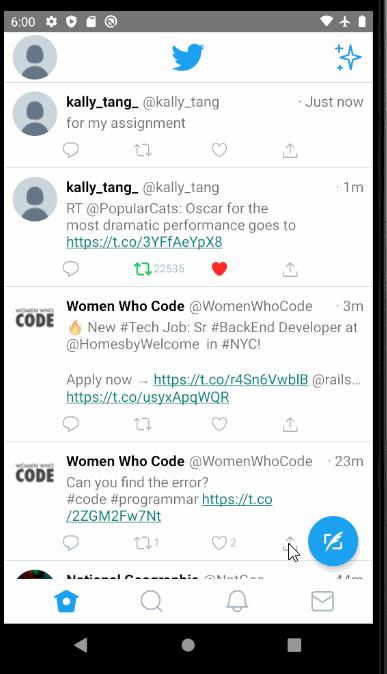 6:00
kally_tang_ @kally_tang · Just now
for my assignment
kally_tang_ @kally_tang · 1m
RT @PopularCats: Oscar for the
most dramatic performance goes to
https://t.co/3YFfAeYpX8
22535
WOMEN WHO
CODE
Women Who Code @WomenWhoCode · 3m
🔥 New #Tech Job: Sr #BackEnd Developer at
@HomesbyWelcome in #NYC!
Apply now → https://t.co/r4Sn6VwblB @rails...
https://t.co/usyxApqWQR
WOMEN WHO
CODE
Women Who Code @WomenWhoCode · 23m
Can you find the error?
#code #programmar https://t.co
/2ZGM2Fw7Nt
1 2
National Geographic @NatGeo · 44m